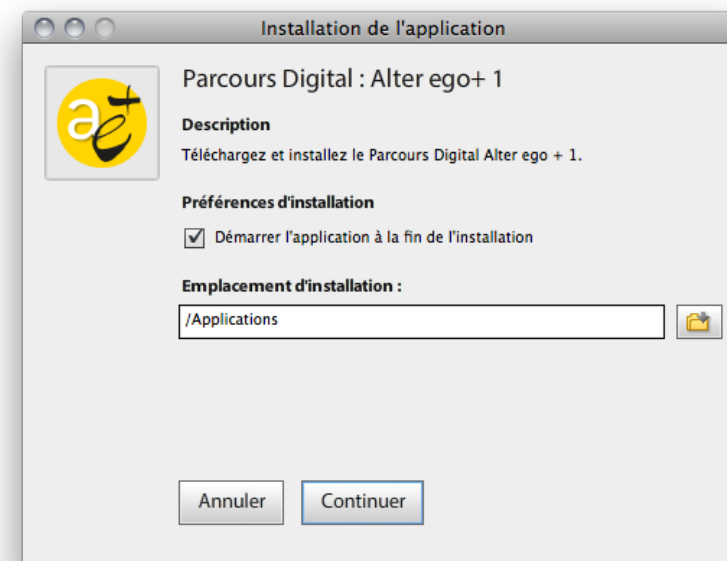 Installation de l'application
ae+
Parcours Digital : Alter ego+ 1
Description
Téléchargez et installez le Parcours Digital Alter ego + 1.
Préférences d'installation
Démarrer l'application à la fin de l'installation
Emplacement d'installation :
/Applications
Annuler
Continuer